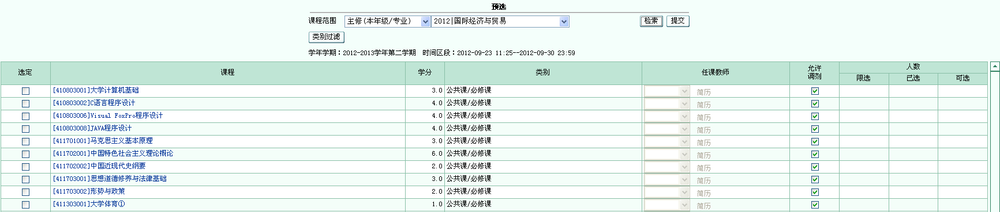 预选
课程范围 主修(本年级/专业) 2012|国际经济与贸易 检索 提交
类别过滤
学年学期：2012-2013学年第二学期 时间区段：2012-09-23 11:25--2012-09-30 23:59
选定 课程 学分 类别 任课教师 允许调剂 人数
限选 已选 可选
[410803001]大学计算机基础 3.0 公共课/必修课 简历
[410803002]C语言程序设计 4.0 公共课/必修课 简历
[410803006]Visual FoxPro程序设计 4.0 公共课/必修课 简历
[410803008]JAVA程序设计 4.0 公共课/必修课 简历
[411701001]马克思主义基本原理 3.0 公共课/必修课 简历
[411702001]中国特色社会主义理论概论 6.0 公共课/必修课 简历
[411702002]中国近现代史纲要 2.0 公共课/必修课 简历
[411703001]思想道德修养与法律基础 3.0 公共课/必修课 简历
[411703002]形势与政策 2.0 公共课/必修课 简历
[411303001]大学体育① 1.0 公共课/必修课 简历